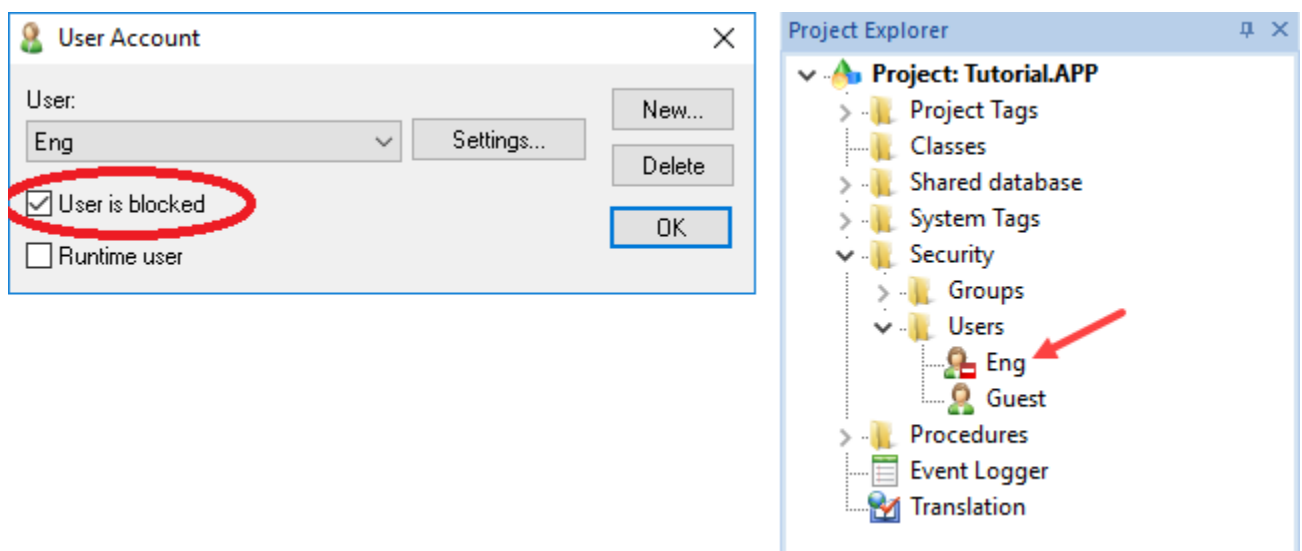 User Account
User:
Eng
Settings...
New...
Delete
OK
User is blocked
Runtime user
Project Explorer
Project: Tutorial.APP
Project Tags
Classes
Shared database
System Tags
Security
Groups
Users
Eng
Guest
Procedures
Event Logger
Translation